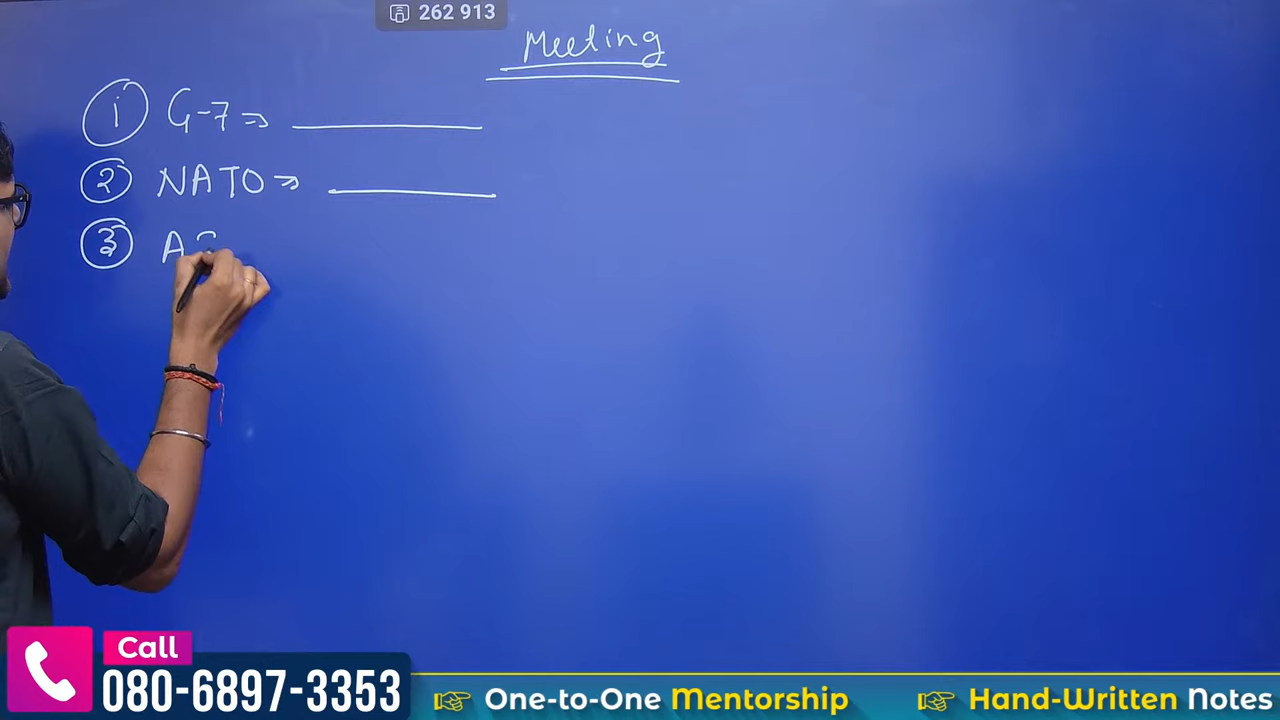 262 913
Meeting
1 G-7 ⇒
2 NATO ⇒
3 A
Call
080-6897-3353
One-to-One Mentorship
Hand-Written Notes